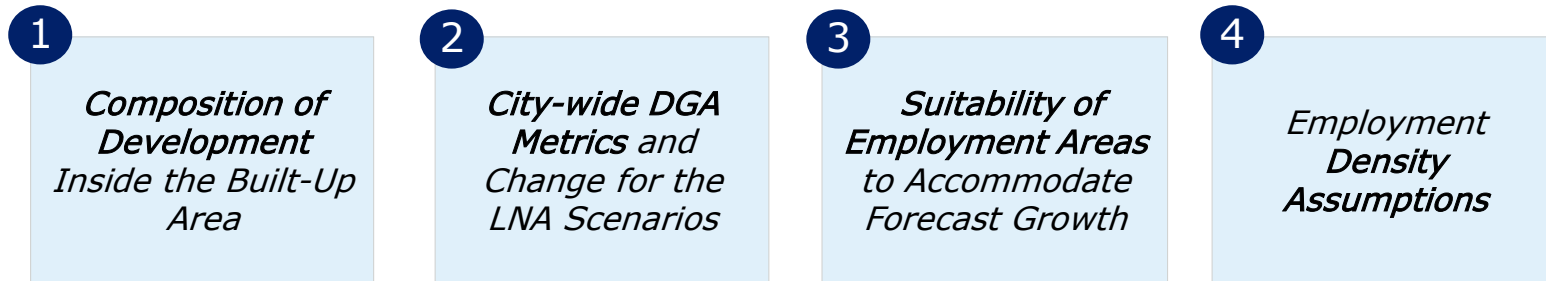 1
Composition of
Development
Inside the Built-Up
Area
2
City-wide DGA
Metrics and
Change for the
LNA Scenarios
3
Suitability of
Employment Areas
to Accommodate
Forecast Growth
4
Employment
Density
Assumptions